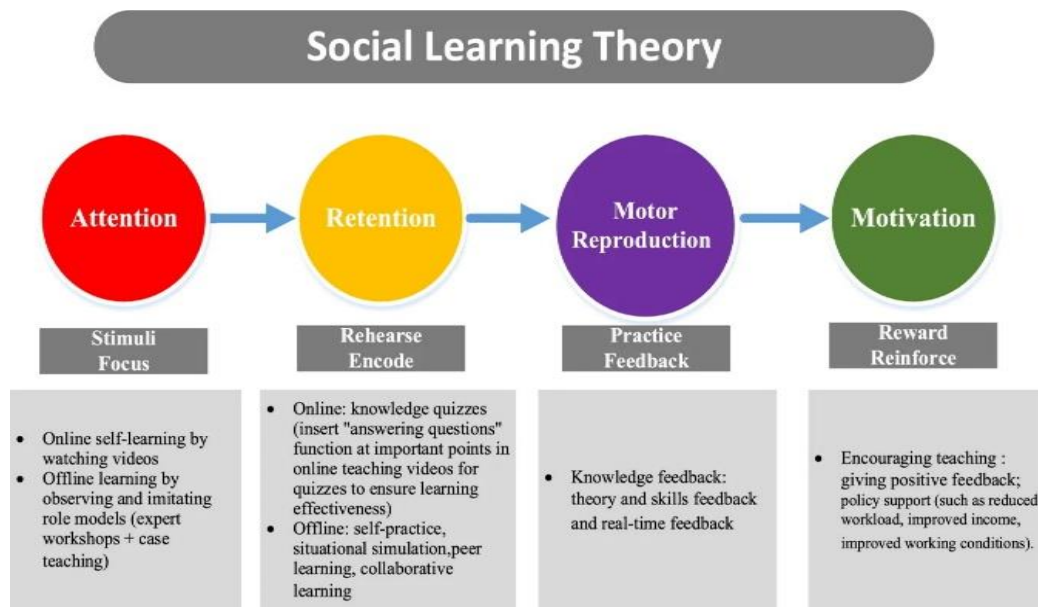 Social Learning Theory
Attention
Retention
Motor
Reproduction
Motivation
Stimuli
Focus
Rehearse
Encode
Practice
Feedback
Reward
Reinforce
• Online self-learning by
watching videos
• Offline learning by
observing and imitating
role models (expert
workshops + case
teaching)
• Online: knowledge quizzes
(insert "answering questions"
function at important points in
online teaching videos for
quizzes to ensure learning
effectiveness)
• Offline: self-practice,
situational simulation,peer
learning, collaborative
learning
• Knowledge feedback:
theory and skills feedback
and real-time feedback
• Encouraging teaching :
giving positive feedback;
policy support (such as reduced
workload, improved income,
improved working conditions).